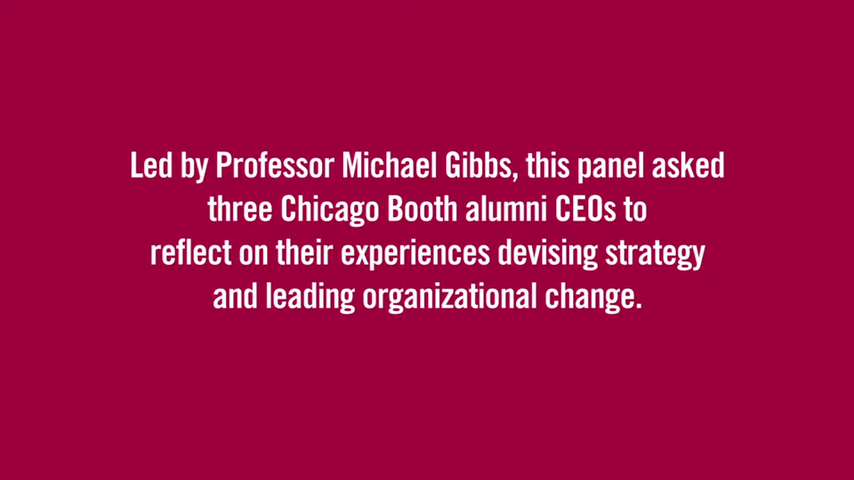 Led by Professor Michael Gibbs, this panel asked
three Chicago Booth alumni CEOs to
reflect on their experiences devising strategy
and leading organizational change.